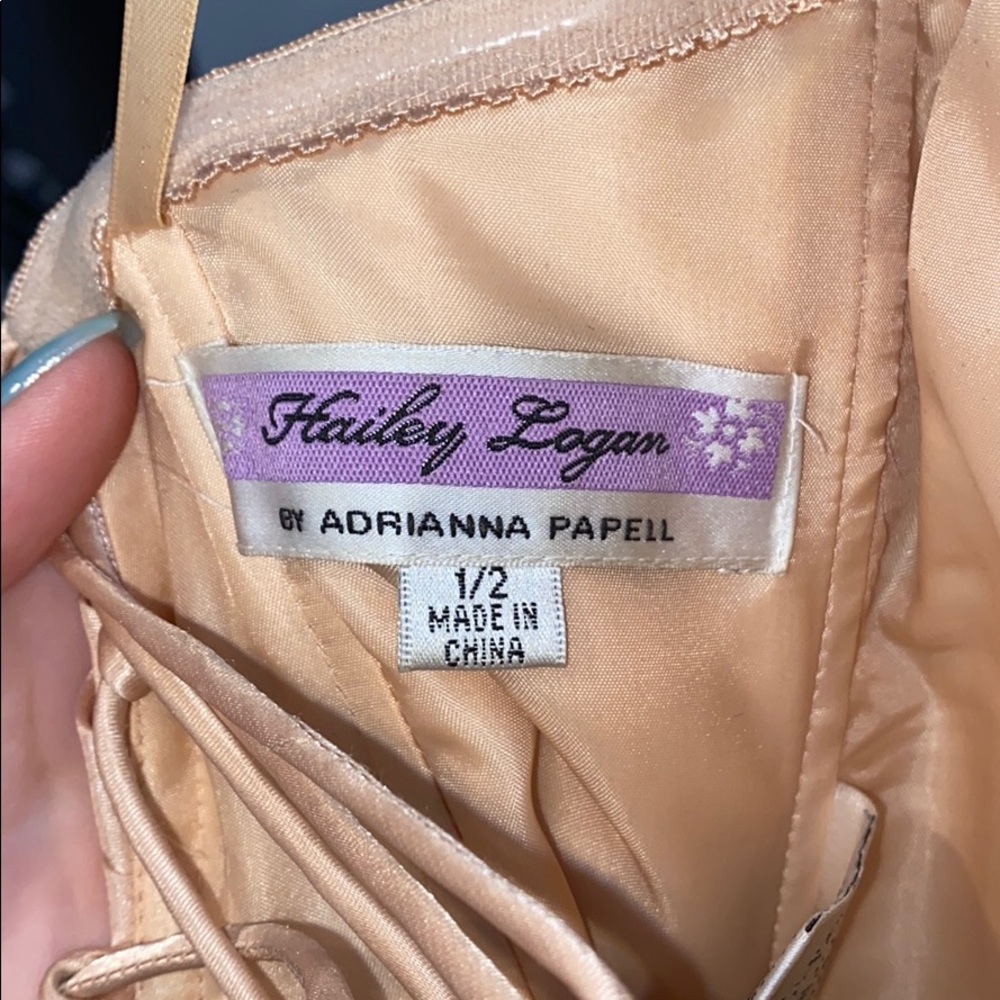 Hailey Logan
BY ADRIANNA PAPELL
1/2
MADE IN
CHINA